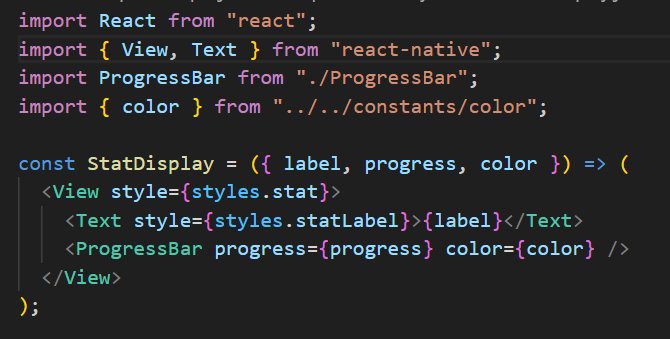 import React from "react";
import { View, Text } from "react-native";
import ProgressBar from "./ProgressBar";
import { color } from "../../constants/color";
const StatDisplay = ({ label, progress, color }) => (
<View style={styles.stat}>
<Text style={styles.statLabel}>{label}</Text>
<ProgressBar progress={progress} color={color} />
</View>
);